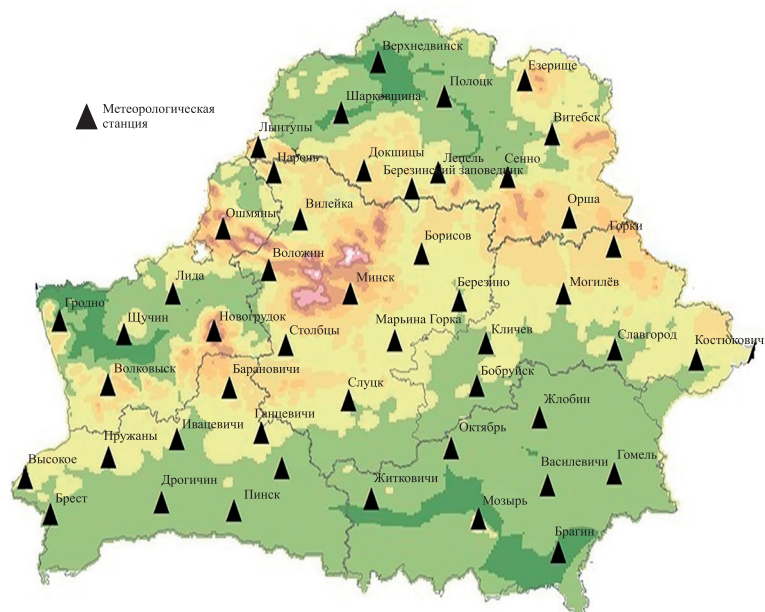 Верхнедвинск
Езерище
Полоцк
Шарковщина
Метеорологическая
станция
Витебск
Лынтупы
Докшицы
Лепель
Сенно
Нарочь
Березинский заповедник
Вилейка
Орша
Ошмяны
Борисов
Горки
Воложин
Лида
Минск
Березино
Могилёв
Гродно
Щучин
Новогрудок
Столбцы
Марьина Горка
Кличев
Славгород
Костюкович
Волковыск
Барановичи
Слуцк
Бобруйск
Жлобин
Ганцевичи
Ивацевичи
Пружаны
Октябрь
Высокое
Гомель
Василевичи
Дрогичин
Житковичи
Брест
Пинск
Мозырь
Брагин